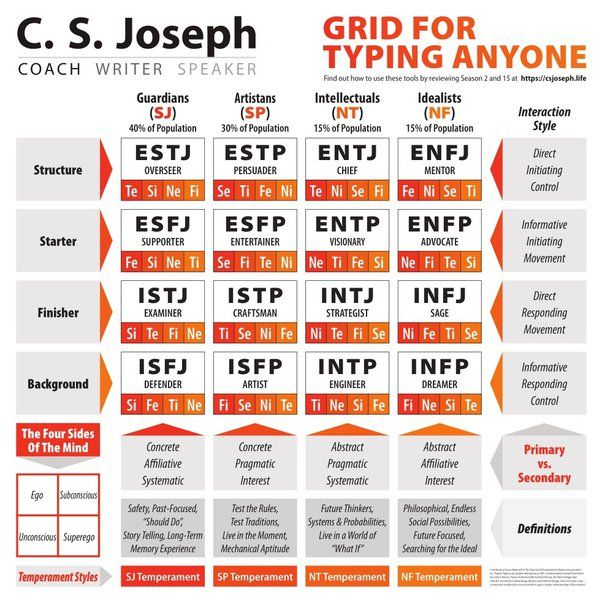 C. S. Joseph
COACH WRITER SPEAKER
GRID FOR
TYPING ANYONE
Find out how to use these tools by reviewing Season 2 and 15 at https://csjoseph.life
Guardians
(SJ)
40% of Population
Artistans
(SP)
30% of Population
Intellectuals
(NT)
15% of Population
Idealists
(NF)
15% of Population
Interaction
Style
Structure
ESTJ
OVERSEER
Te Si Ne Fi
ESTP
PERSUADER
Se Ti Fe Ni
ENTJ
CHIEF
Te Ni Se Fi
ENFJ
MENTOR
Fe Ni Se Ti
Direct
Initiating
Control
Starter
ESFJ
SUPPORTER
Fe Si Ne Ti
ESFP
ENTERTAINER
Se Fi Te Ni
ENTP
VISIONARY
Ne Ti Fe Si
ENFP
ADVOCATE
Ne Fi Te Si
Informative
Initiating
Movement
Finisher
ISTJ
EXAMINER
Si Te Fi Ne
ISTP
CRAFTSMAN
Ti Se Ni Fe
INTJ
STRATEGIST
Ni Te Fi Se
INFJ
SAGE
Ni Fe Ti Se
Direct
Responding
Movement
Background
ISFJ
DEFENDER
Si Fe Ti Ne
ISFP
ARTIST
Fi Se Ni Te
INTP
ENGINEER
Ti Ne Si Fe
INFP
DREAMER
Fi Ne Si Te
Informative
Responding
Control
The Four Sides
Of The Mind
Concrete
Affiliative
Systematic
Concrete
Pragmatic
Interest
Abstract
Pragmatic
Systematic
Abstract
Affiliative
Interest
Primary
vs.
Secondary
Ego
Subconscious
Unconscious
Superego
Safety, Past-Focused,
"Should Do",
Story Telling, Long-Term
Memory Experience
Test the Rules,
Test Traditions,
Live in the Moment,
Mechanical Aptitude
Future Thinkers,
Systems & Probabilities,
Live in a World of
"What If"
Philosophical, Endless
Social Possibilities,
Future Focused,
Searching for the Ideal
Definitions
Temperament Styles
SJ Temperament
SP Temperament
NT Temperament
NF Temperament